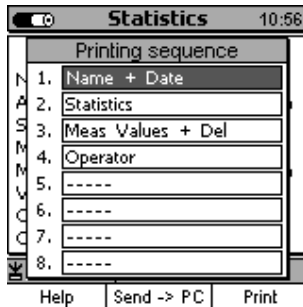 Statistics 10:56
Printing sequence
1. Name + Date
2. Statistics
3. Meas Values + Del
4. Operator
5. -----
6. -----
7. -----
8. -----
Help Send -> PC Print